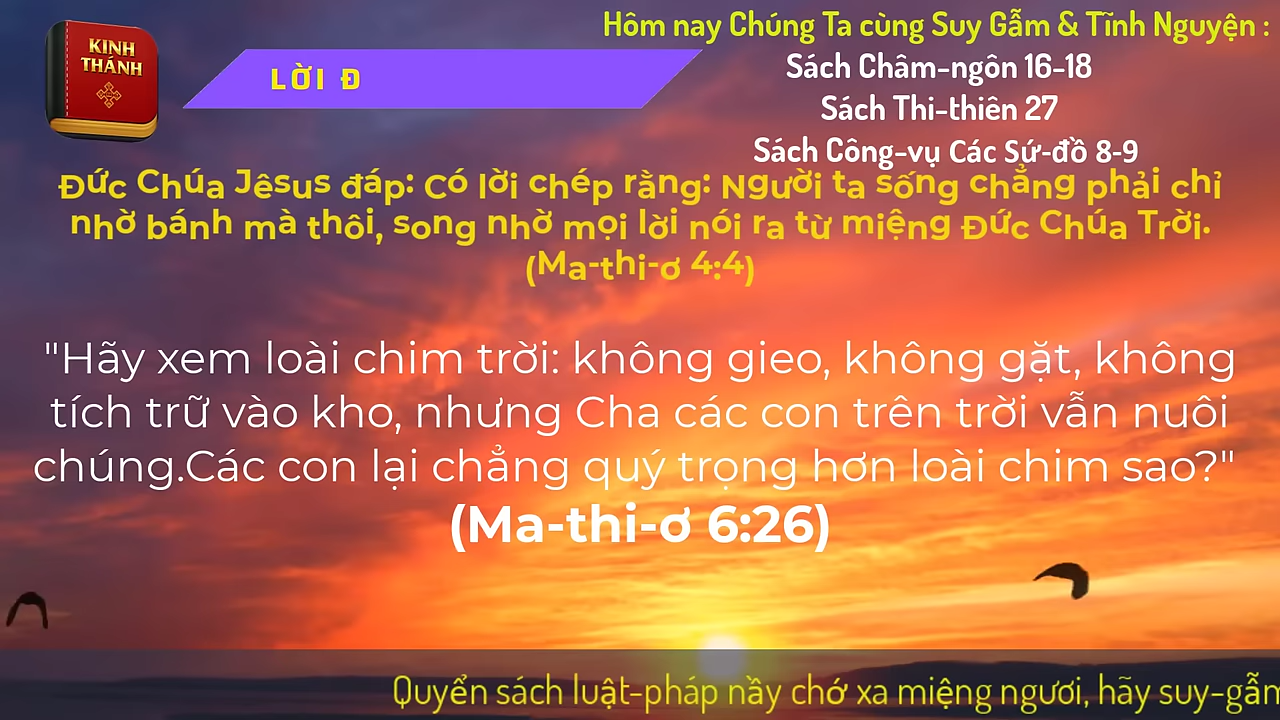 KINH
THÁNH
LỜI Đ
Hôm nay Chúng Ta cùng Suy Gẫm & Tĩnh Nguyện :
Sách Châm-ngôn 16-18
Sách Thi-thiên 27
Sách Công-vụ Các Sứ-đồ 8-9
Đức Chúa Jêsus đáp: Có lời chép rằng: Người ta sống chẳng phải chỉ
nhờ bánh mà thôi, song nhờ mọi lời nói ra từ miệng Đức Chúa Trời.
(Ma-thi-ơ 4:4)
"Hãy xem loài chim trời: không gieo, không gặt, không
tích trữ vào kho, nhưng Cha các con trên trời vẫn nuôi
chúng.Các con lại chẳng quý trọng hơn loài chim sao?"
(Ma-thi-ơ 6:26)
Quyển sách luật-pháp nầy chớ xa miệng ngươi, hãy suy-gẫm